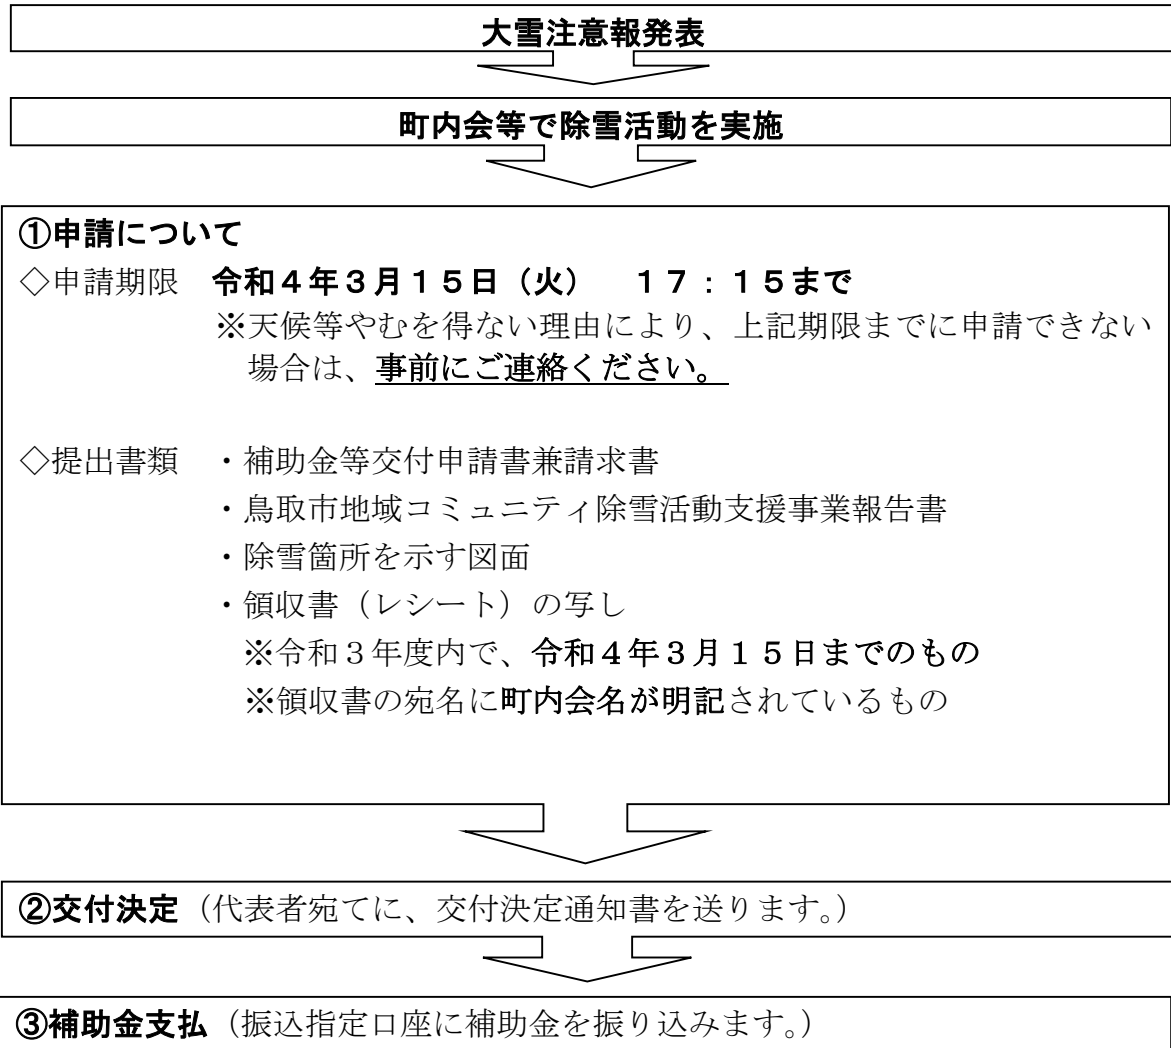 大雪注意報発表
町内会等で除雪活動を実施
①申請について
◇申請期限　令和４年３月１５日（火）　１７：１５まで
※天候等やむを得ない理由により、上記期限までに申請できない
場合は、事前にご連絡ください。
◇提出書類　・補助金等交付申請書兼請求書
・鳥取市地域コミュニティ除雪活動支援事業報告書
・除雪箇所を示す図面
・領収書（レシート）の写し
※令和３年度内で、令和４年３月１５日までのもの
※領収書の宛名に町内会名が明記されているもの
②交付決定（代表者宛てに、交付決定通知書を送ります。）
③補助金支払（振込指定口座に補助金を振り込みます。）